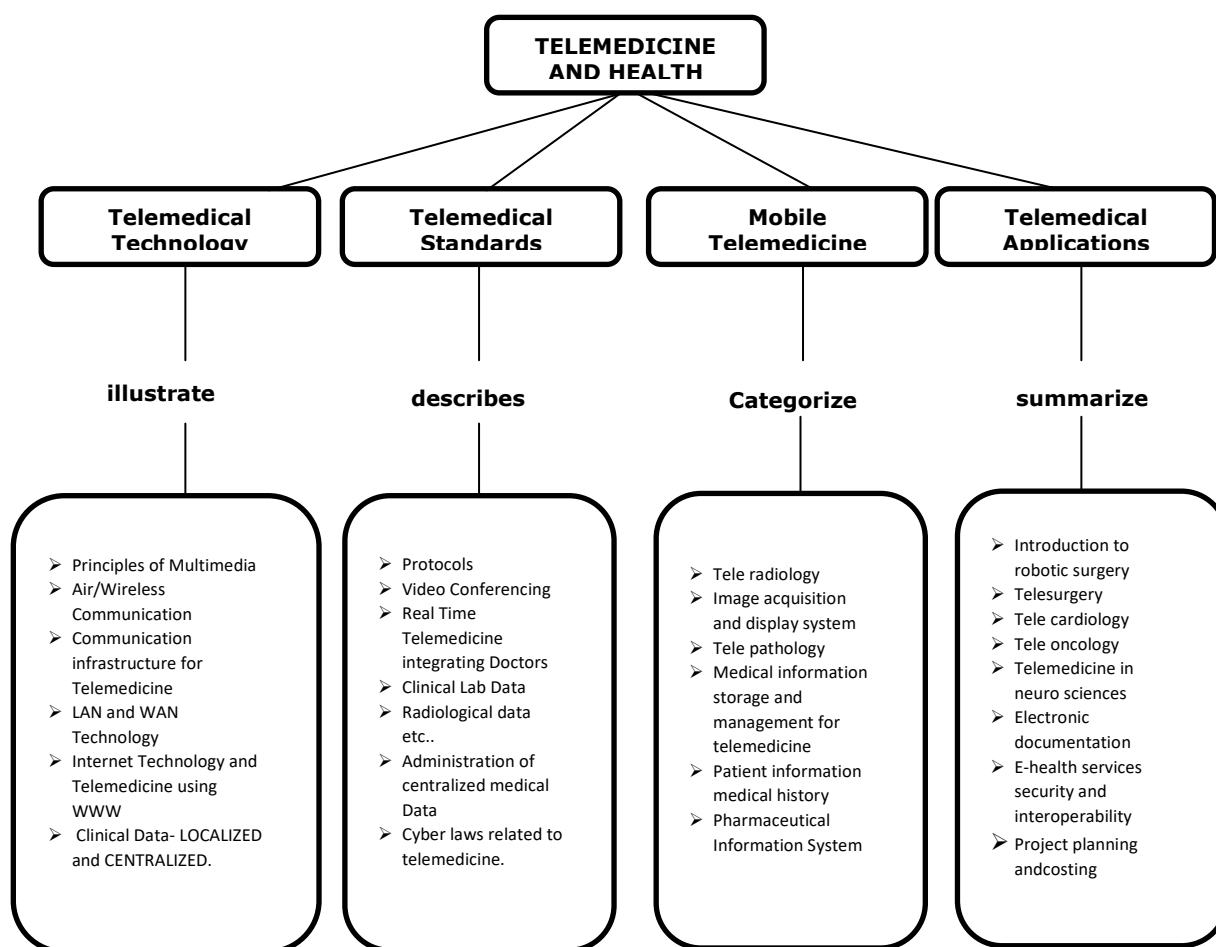 TELEMEDICINE
AND HEALTH
Telemedical
Technology
Telemedical
Standards
Mobile
Telemedicine
Telemedical
Applications
illustrate
describes
Categorize
summarize
➢ Principles of Multimedia
➢ Air/Wireless
Communication
➢ Communication
infrastructure for
Telemedicine
➢ LAN and WAN
Technology
➢ Internet Technology and
Telemedicine using
WWW
➢ Clinical Data- LOCALIZED
and CENTRALIZED.
➢ Protocols
➢ Video Conferencing
➢ Real Time
Telemedicine
integrating Doctors
➢ Clinical Lab Data
➢ Radiological data
etc..
➢ Administration of
centralized medical
Data
➢ Cyber laws related to
telemedicine.
➢ Tele radiology
➢ Image acquisition
and display system
➢ Tele pathology
➢ Medical information
storage and
management for
telemedicine
➢ Patient information
medical history
➢ Pharmaceutical
Information System
➢ Introduction to
robotic surgery
➢ Telesurgery
➢ Tele cardiology
➢ Tele oncology
➢ Telemedicine in
neuro sciences
➢ Electronic
documentation
➢ E-health services
security and
interoperability
➢ Project planning
andcosting